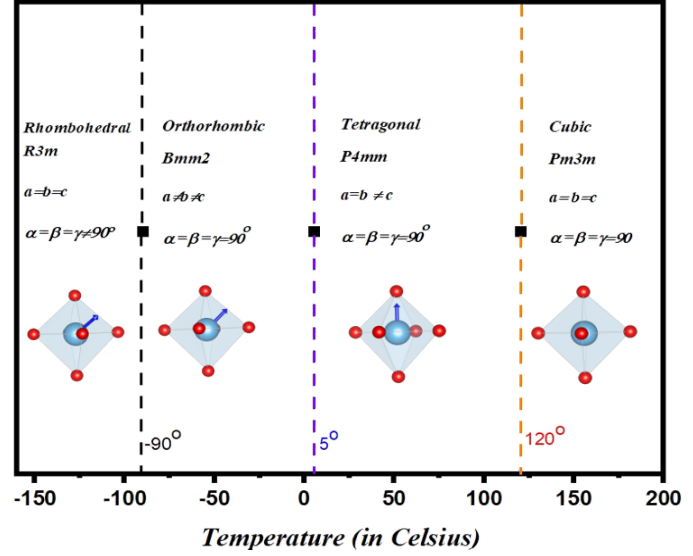 Rhombohedral
R3m
a=b=c
α=β=γ≠90°
Orthorhombic
Bmm2
a≠b≠c
α=β=γ=90°
Tetragonal
P4mm
a=b≠c
α=β=γ=90°
Cubic
Pm3m
a=b=c
α=β=γ=90
-90°
5°
120°
-150 -100 -50 0 50 100 150 200
Temperature (in Celsius)